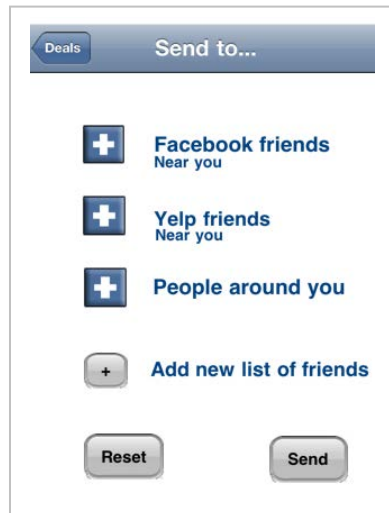 Deals
Send to...
Facebook friends
Near you
Yelp friends
Near you
People around you
+ Add new list of friends
Reset
Send